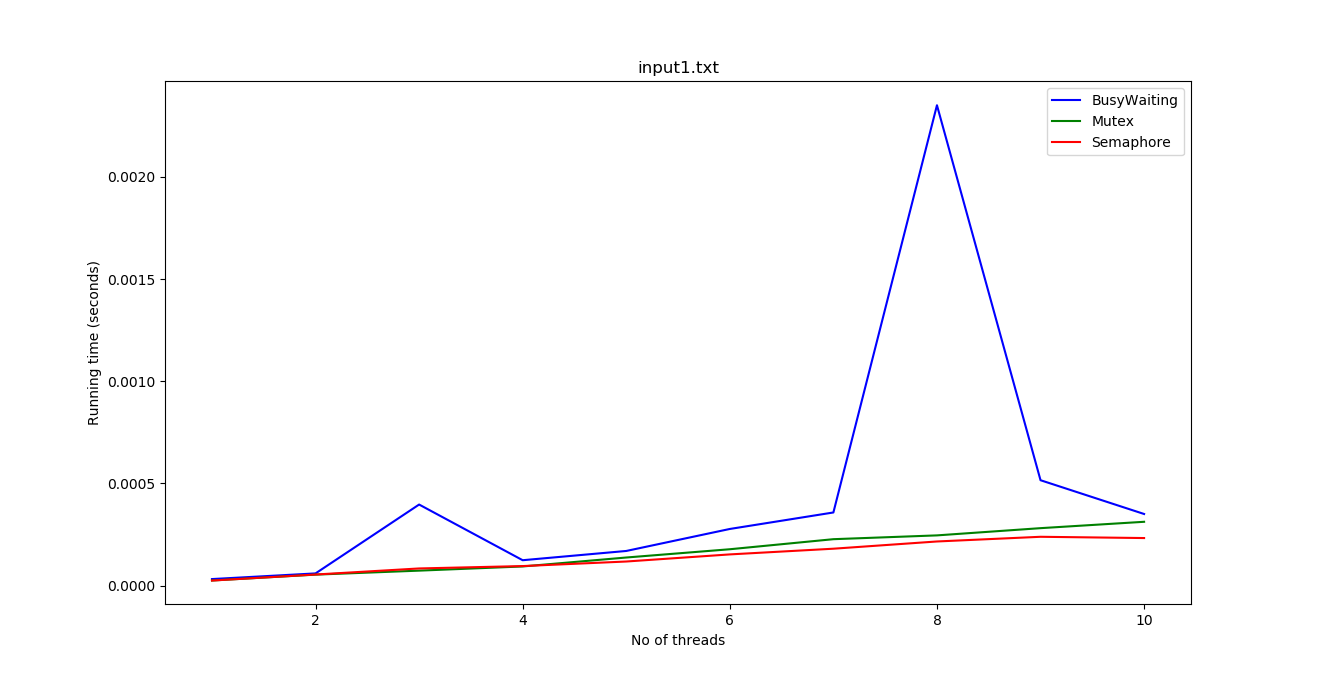 input1.txt
BusyWaiting
Mutex
Semaphore
0.0020
0.0015
0.0010
0.0005
0.0000
Running time (seconds)
2 4 6 8 10
No of threads